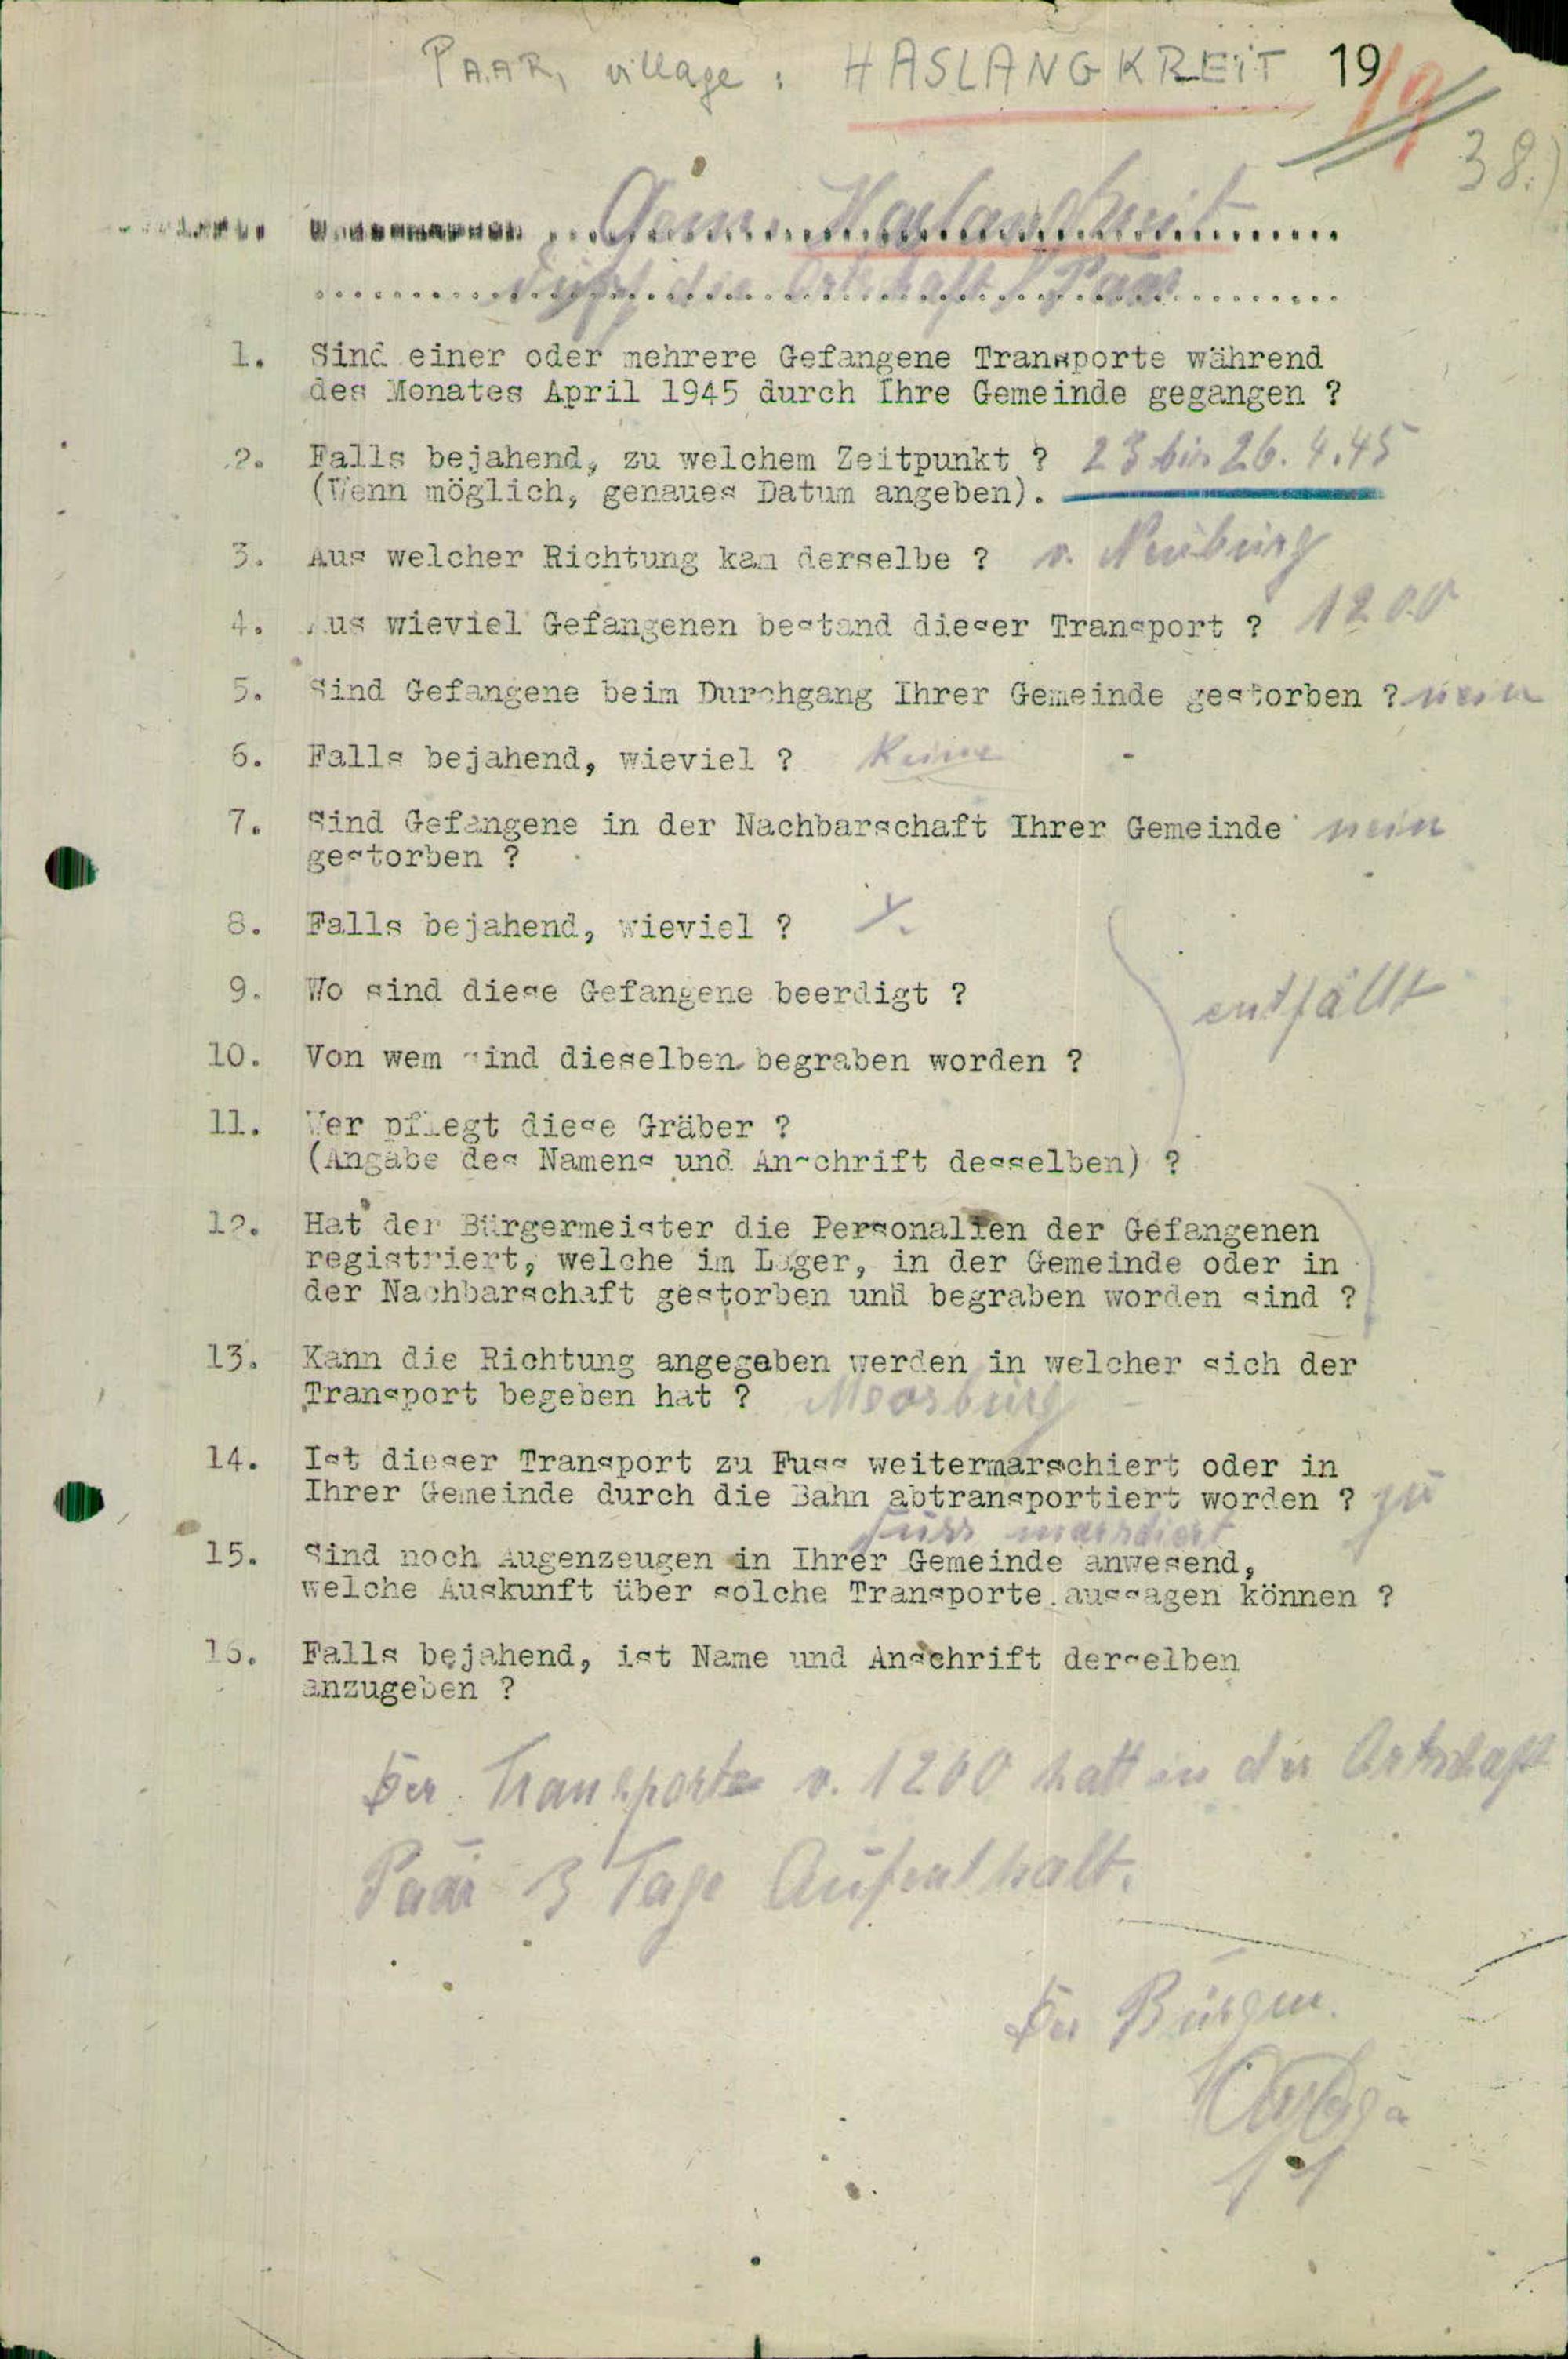 PAAR, village: HASLANGKREIT 19
19
38.)
Gem. Haslangkreit
die Ortschaft Paar
1. Sind einer oder mehrere Gefangene Transporte während
des Monates April 1945 durch Ihre Gemeinde gegangen ?
2. Falls bejahend, zu welchem Zeitpunkt ? 23 bis 26. 4.45
(Wenn möglich, genaues Datum angeben).
3. Aus welcher Richtung kam derselbe ? v. Neuburg
4. Aus wieviel Gefangenen bestand dieser Transport ? 1200
5. Sind Gefangene beim Durchgang Ihrer Gemeinde gestorben ? nein
6. Falls bejahend, wieviel ? Keine
7. Sind Gefangene in der Nachbarschaft Ihrer Gemeinde nein
gestorben ?
8. Falls bejahend, wieviel ?
9. Wo sind diese Gefangene beerdigt ? entfällt
10. Von wem sind dieselben begraben worden ?
11. Wer pflegt diese Gräber ?
(Angabe des Namens und Anschrift desselben) ?
12. Hat der Bürgermeister die Personalien der Gefangenen
registriert, welche im Lager, in der Gemeinde oder in
der Nachbarschaft gestorben und begraben worden sind ?
13. Kann die Richtung angegeben werden in welcher sich der
Transport begeben hat ? Moosburg
14. Ist dieser Transport zu Fuss weitermarschiert oder in
Ihrer Gemeinde durch die Bahn abtransportiert worden ? zu
Fuss
15. Sind noch Augenzeugen in Ihrer Gemeinde anwesend,
welche Auskunft über solche Transporte aussagen können ?
16. Falls bejahend, ist Name und Anschrift derselben
anzugeben ?
Der Transporte v. 1200 hatt in der Ortschaft
Paar 3 Tage Aufenthalt.
Der Bürgerm.